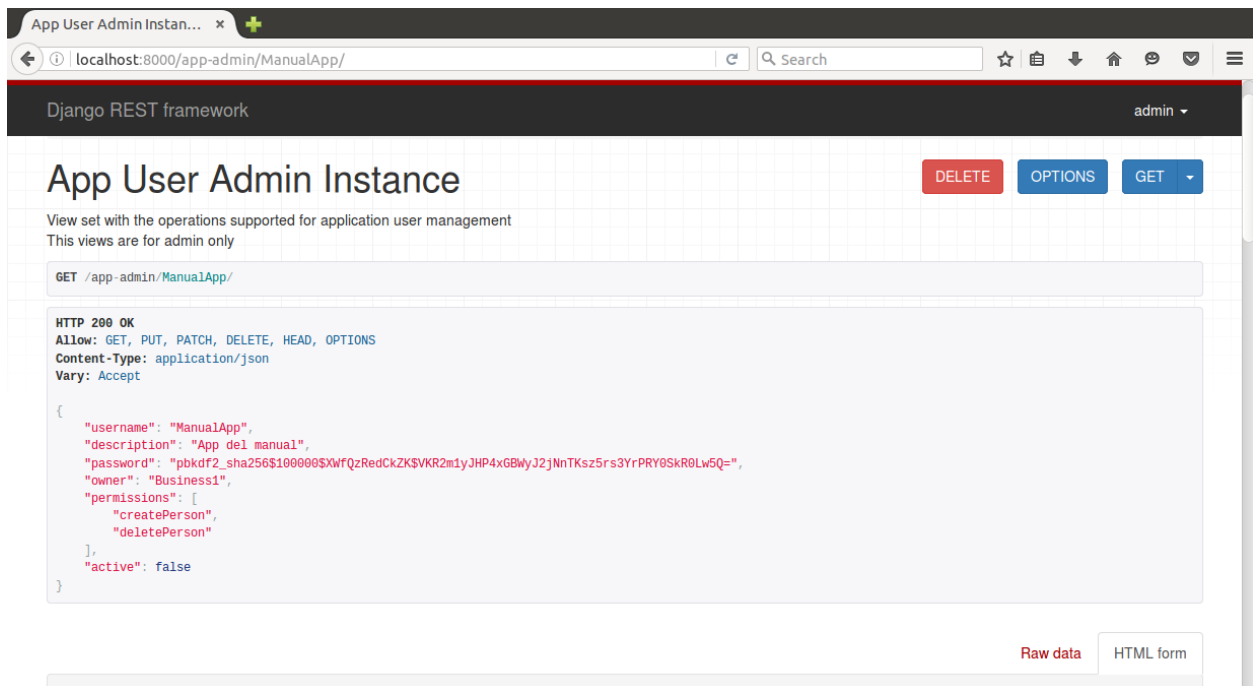 App User Admin Instan...
localhost:8000/app-admin/ManualApp/
Search
Django REST framework
admin
App User Admin Instance
DELETE
OPTIONS
GET
View set with the operations supported for application user management
This views are for admin only
GET /app-admin/ManualApp/
HTTP 200 OK
Allow: GET, PUT, PATCH, DELETE, HEAD, OPTIONS
Content-Type: application/json
Vary: Accept
{
"username": "ManualApp",
"description": "App del manual",
"password": "pbkdf2_sha256$100000$XWfQzRedCkZK$VKR2m1yJHP4xGBWyJ2jNnTKsz5rs3YrPRY0SkR0Lw5Q=",
"owner": "Business1",
"permissions": [
"createPerson",
"deletePerson"
],
"active": false
}
Raw data
HTML form